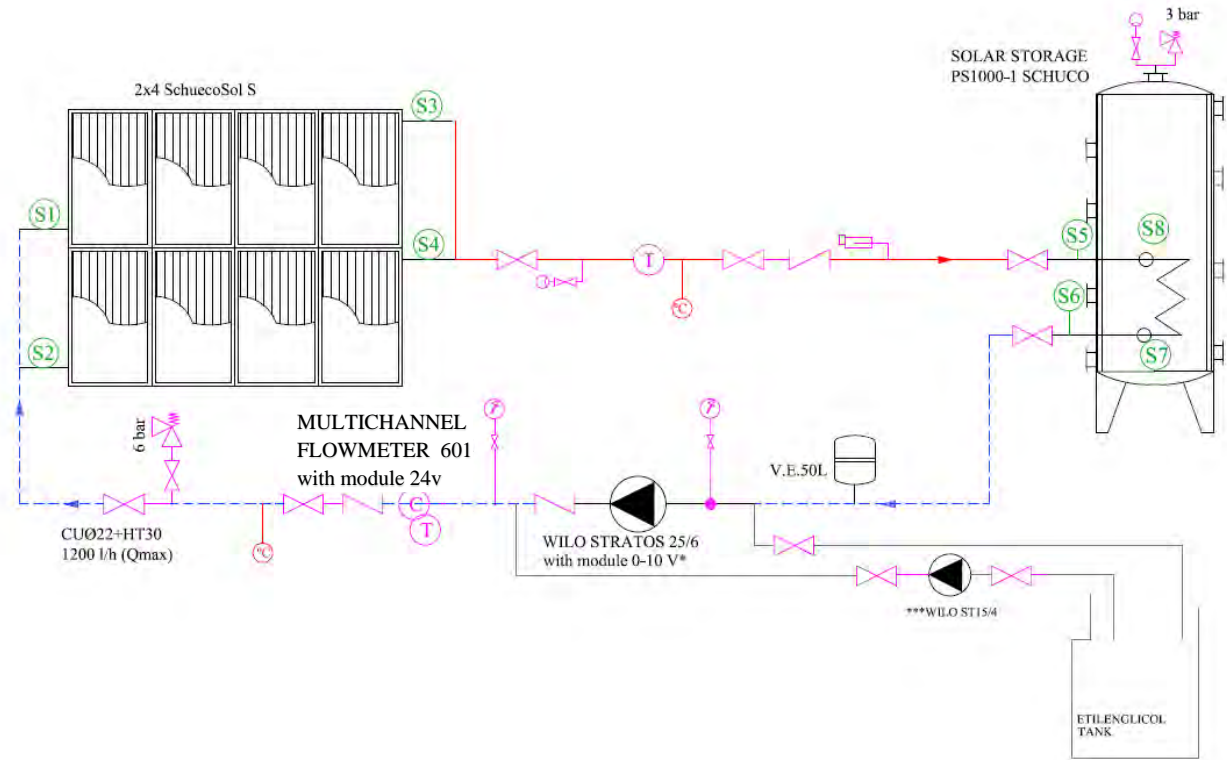 3 bar
SOLAR STORAGE
PS1000-1 SCHUCO
2x4 SchuecoSol S
S3
S1
S4
S5
S8
T
°C
S6
S2
S7
6 bar
MULTICHANNEL
FLOWMETER 601
with module 24v
V.E.50L
C
T
CUØ22+HT30
1200 l/h (Qmax)
°C
WILO STRATOS 25/6
with module 0-10 V*
***WILO ST15/4
ETILENGLICOL
TANK